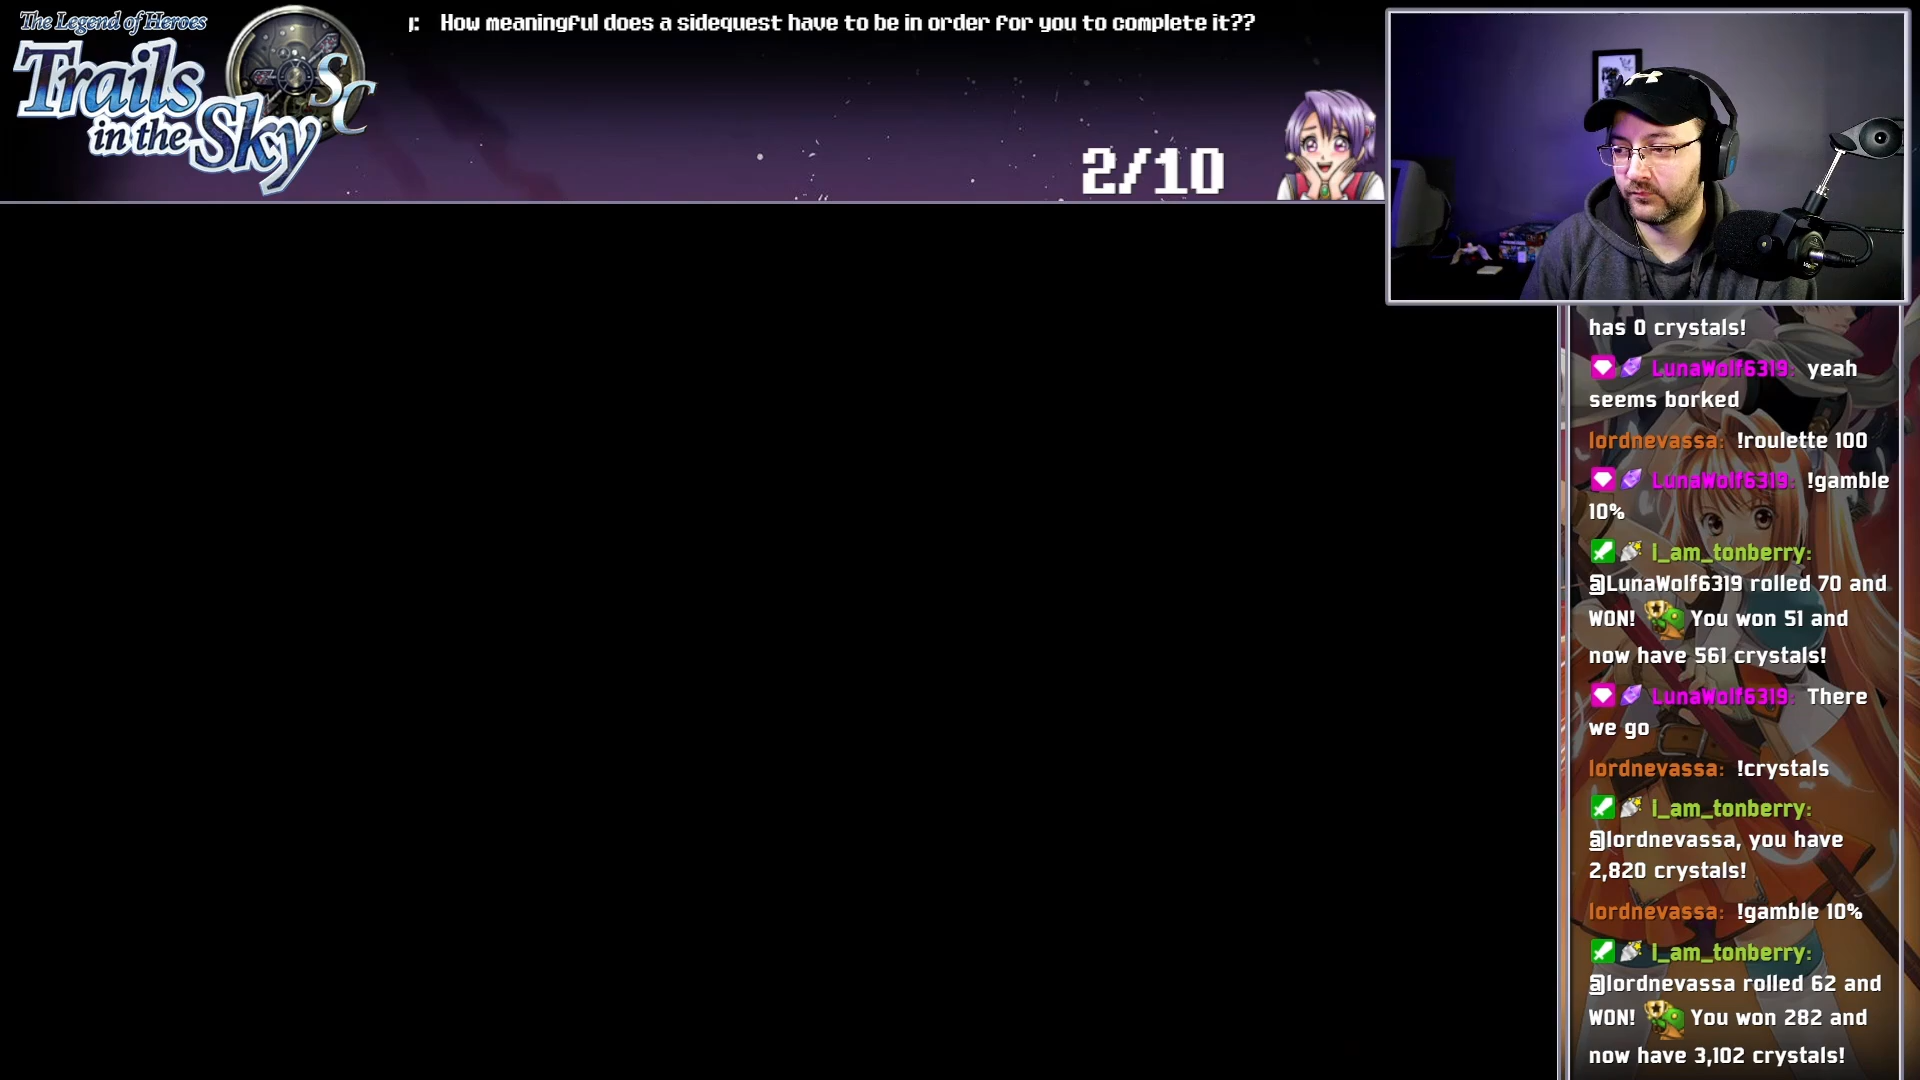 The Legend of Heroes
Trails
in the Sky SC
: How meaningful does a sidequest have to be in order for you to complete it??
2/10
has 0 crystals!
LunaWolf6319: yeah
seems borked
lordnevassa: !roulette 100
LunaWolf6319: !gamble
10%
I_am_tonberry:
@LunaWolf6319 rolled 70 and
WON! You won 51 and
now have 561 crystals!
LunaWolf6319: There
we go
lordnevassa: !crystals
I_am_tonberry:
@lordnevassa, you have
2,820 crystals!
lordnevassa: !gamble 10%
I_am_tonberry:
@lordnevassa rolled 62 and
WON! You won 282 and
now have 3,102 crystals!